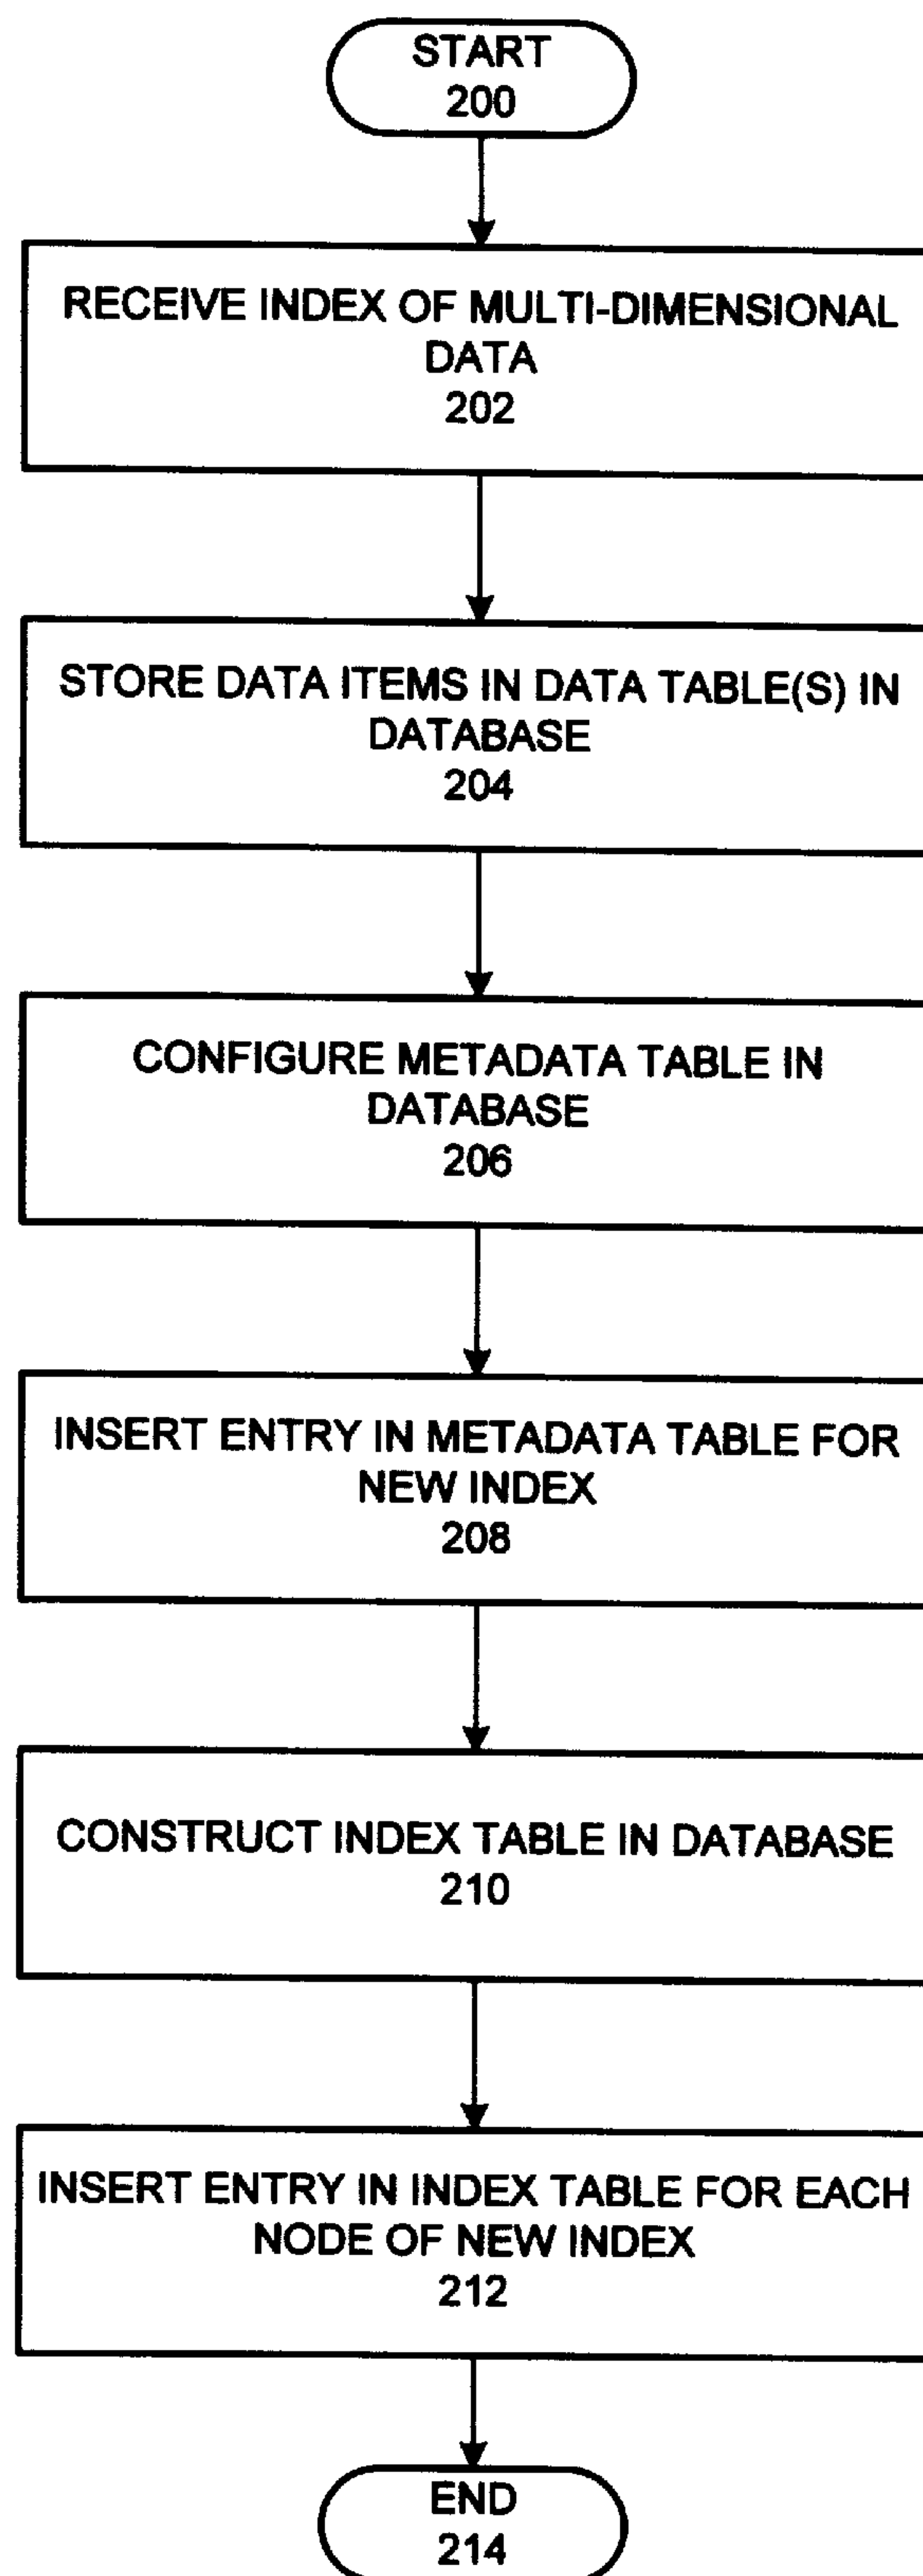 START
200
RECEIVE INDEX OF MULTI-DIMENSIONAL
DATA
202
STORE DATA ITEMS IN DATA TABLE(S) IN
DATABASE
204
CONFIGURE METADATA TABLE IN
DATABASE
206
INSERT ENTRY IN METADATA TABLE FOR
NEW INDEX
208
CONSTRUCT INDEX TABLE IN DATABASE
210
INSERT ENTRY IN INDEX TABLE FOR EACH
NODE OF NEW INDEX
212
END
214